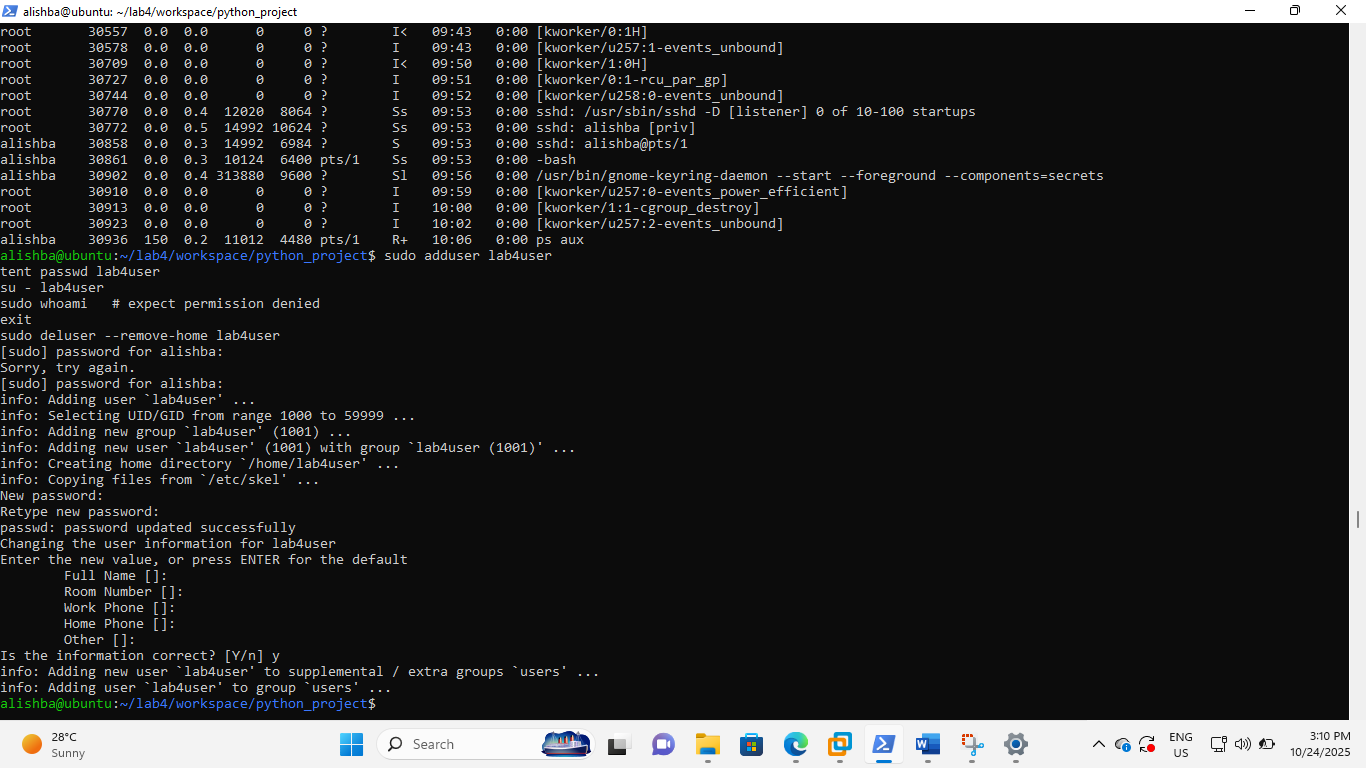 alishba@ubuntu: ~/lab4/workspace/python_project
root       30557  0.0  0.0      0     0 ?        I<   09:43   0:00 [kworker/0:1H]
root       30578  0.0  0.0      0     0 ?        I    09:43   0:00 [kworker/u257:1-events_unbound]
root       30709  0.0  0.0      0     0 ?        I<   09:50   0:00 [kworker/1:0H]
root       30727  0.0  0.0      0     0 ?        I    09:51   0:00 [kworker/0:1-rcu_par_gp]
root       30744  0.0  0.0      0     0 ?        I    09:52   0:00 [kworker/u258:0-events_unbound]
root       30770  0.0  0.4  12020  8064 ?        Ss   09:53   0:00 sshd: /usr/sbin/sshd -D [listener] 0 of 10-100 startups
root       30772  0.0  0.5  14992 10624 ?        Ss   09:53   0:00 sshd: alishba [priv]
alishba    30858  0.0  0.3  14992  6984 ?        S    09:53   0:00 sshd: alishba@pts/1
alishba    30861  0.0  0.3  10124  6400 pts/1    Ss   09:53   0:00 -bash
alishba    30902  0.0  0.4 313880  9600 ?        Sl   09:56   0:00 /usr/bin/gnome-keyring-daemon --start --foreground --components=secrets
root       30910  0.0  0.0      0     0 ?        I    09:59   0:00 [kworker/u257:0-events_power_efficient]
root       30913  0.0  0.0      0     0 ?        I    10:00   0:00 [kworker/1:1-cgroup_destroy]
root       30923  0.0  0.0      0     0 ?        I    10:02   0:00 [kworker/u257:2-events_unbound]
alishba    30936  150  0.2  11012  4480 pts/1    R+   10:06   0:00 ps aux
alishba@ubuntu:~/lab4/workspace/python_project$ sudo adduser lab4user
tent passwd lab4user
su - lab4user
sudo whoami   # expect permission denied
exit
sudo deluser --remove-home lab4user
[sudo] password for alishba:
Sorry, try again.
[sudo] password for alishba:
info: Adding user `lab4user' ...
info: Selecting UID/GID from range 1000 to 59999 ...
info: Adding new group `lab4user' (1001) ...
info: Adding new user `lab4user' (1001) with group `lab4user (1001)' ...
info: Creating home directory `/home/lab4user' ...
info: Copying files from `/etc/skel' ...
New password:
Retype new password:
passwd: password updated successfully
Changing the user information for lab4user
Enter the new value, or press ENTER for the default
        Full Name []:
        Room Number []:
        Work Phone []:
        Home Phone []:
        Other []:
Is the information correct? [Y/n] y
info: Adding new user `lab4user' to supplemental / extra groups `users' ...
info: Adding user `lab4user' to group `users' ...
alishba@ubuntu:~/lab4/workspace/python_project$
28°C
Sunny
Search
ENG
US
3:10 PM
10/24/2025